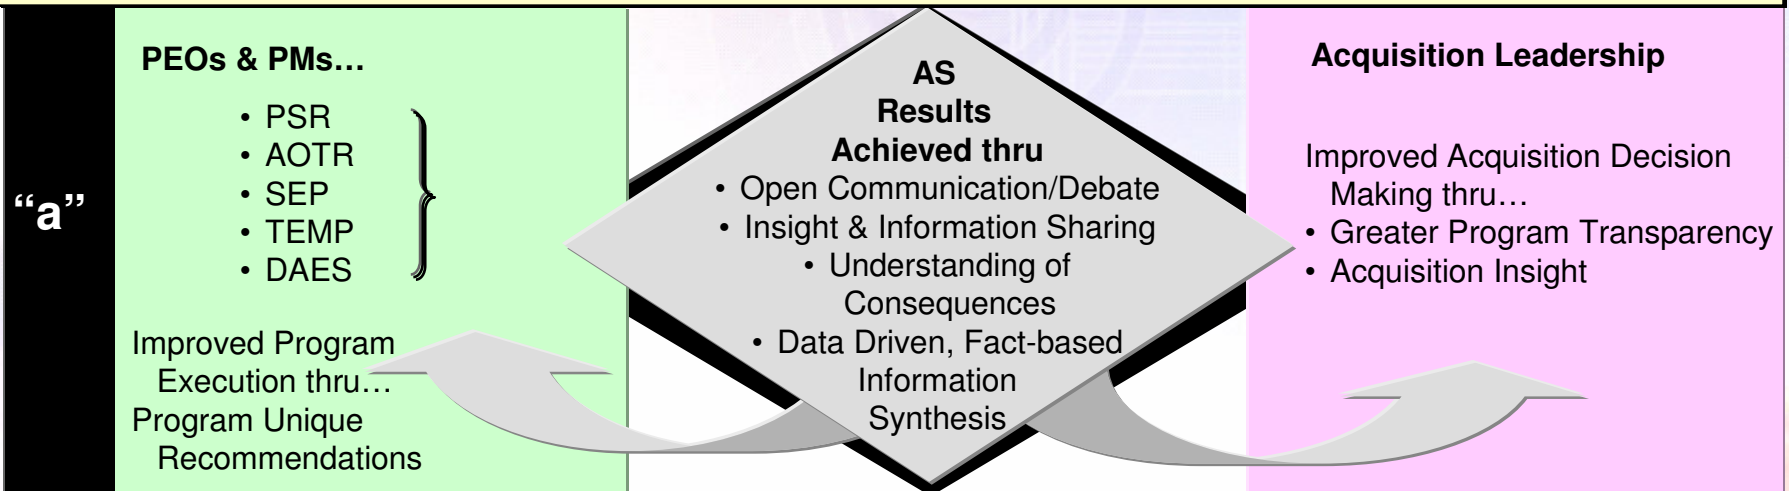 “a”
PEOs & PMs…
• PSR
• AOTR
• SEP
• TEMP
• DAES
Improved Program
Execution thru…
Program Unique
Recommendations
AS
Results
Achieved thru
• Open Communication/Debate
• Insight & Information Sharing
• Understanding of
Consequences
• Data Driven, Fact-based
Information
Synthesis
Acquisition Leadership
Improved Acquisition Decision
Making thru…
• Greater Program Transparency
• Acquisition Insight